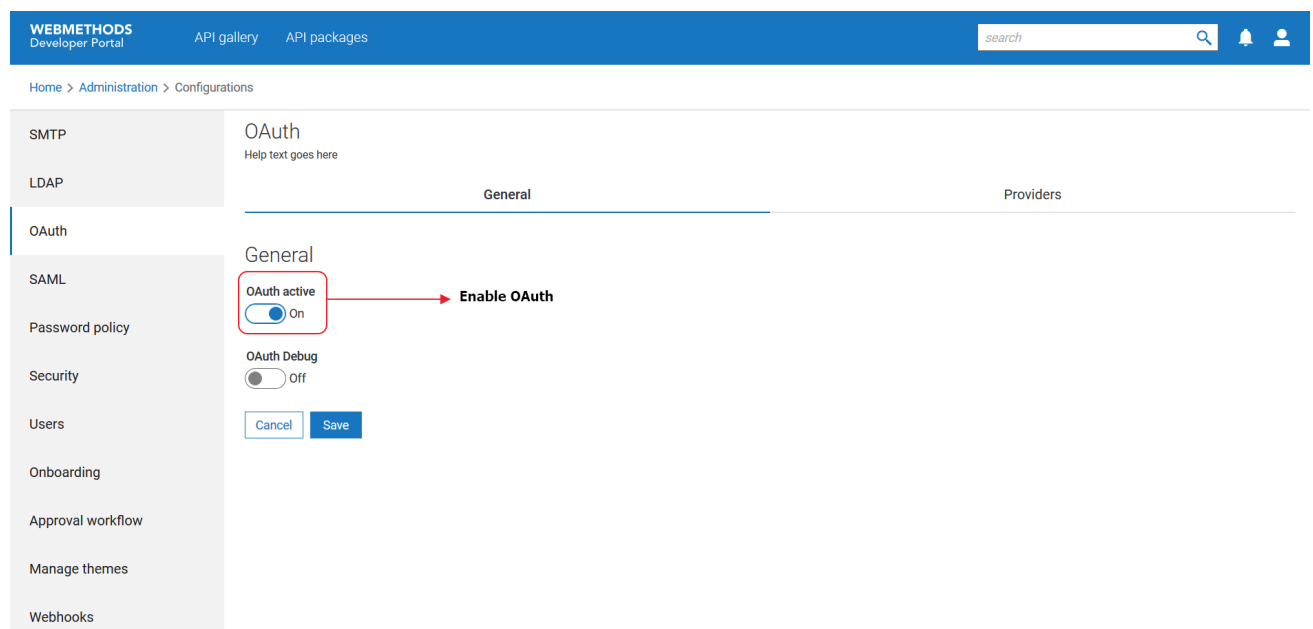 WEBMETHODS
Developer Portal
API gallery
API packages
search
Home > Administration > Configurations
SMTP
LDAP
OAuth
SAML
Password policy
Security
Users
Onboarding
Approval workflow
Manage themes
Webhooks
OAuth
Help text goes here
General
Providers
General
OAuth active
On
Enable OAuth
OAuth Debug
Off
Cancel
Save